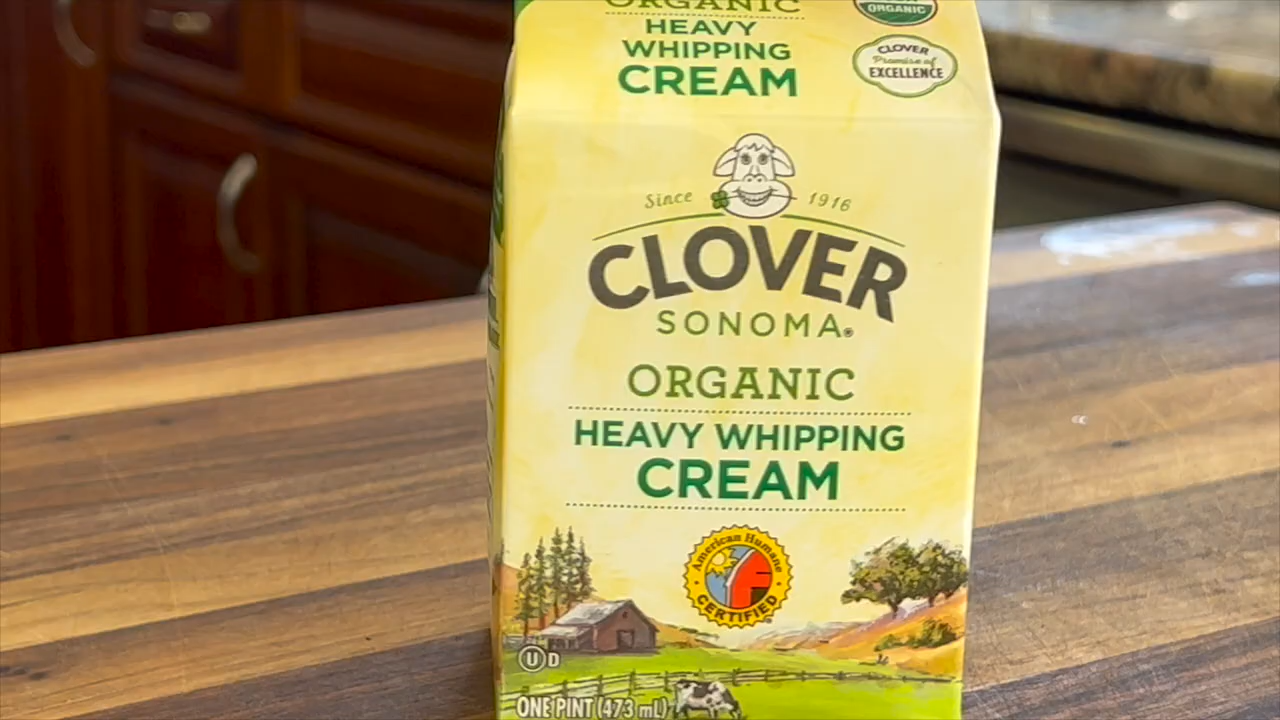 ORGANIC
HEAVY
WHIPPING
CREAM
ORGANIC
CLOVER
Promise of
EXCELLENCE
Since 1916
CLOVER
SONOMA®
ORGANIC
HEAVY WHIPPING
CREAM
American Humane
CERTIFIED
U D
ONE PINT (473 mL)